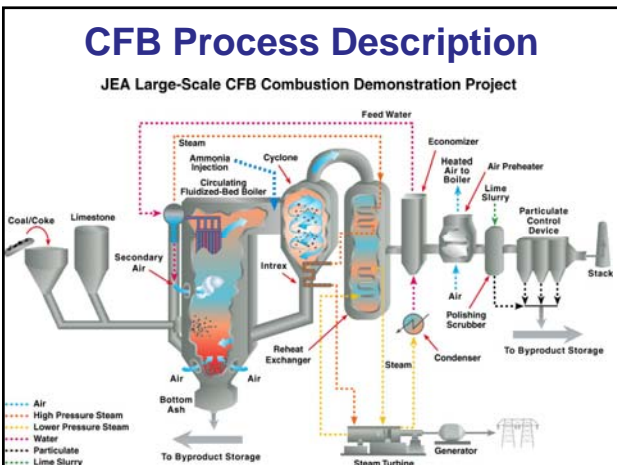 CFB Process Description
JEA Large-Scale CFB Combustion Demonstration Project
Feed Water
Steam
Ammonia
Injection
Cyclone
Economizer
Heated
Air to
Boiler
Air Preheater
Lime
Slurry
Particulate
Control
Device
Circulating
Fluidized-Bed Boiler
Coal/Coke
Limestone
Secondary
Air
Intrex
Stack
Air
Polishing
Scrubber
Reheat
Exchanger
Condenser
To Byproduct Storage
Steam
Air
Air
Bottom
Ash
To Byproduct Storage
Steam Turbine
Generator
Air
High Pressure Steam
Lower Pressure Steam
Water
Particulate
Lime Slurry